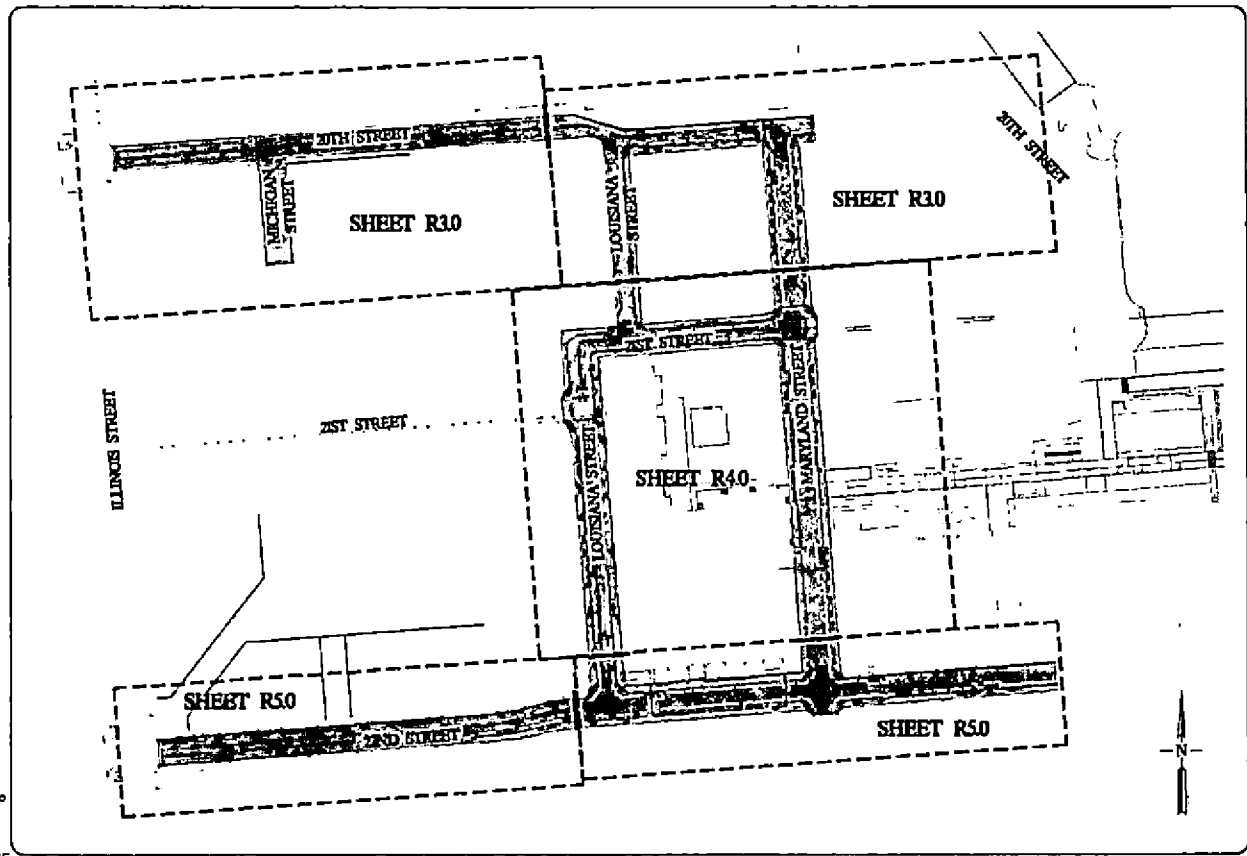 20TH STREET
20TH STREET
MICHIGAN
STREET
LOUISIANA
STREET
SHEET R3.0
SHEET R3.0
21ST STREET
ILLINOIS STREET
21ST STREET
LOUISIANA STREET
SHEET R4.0
MARYLAND STREET
SHEET R5.0
22ND STREET
SHEET R5.0
N